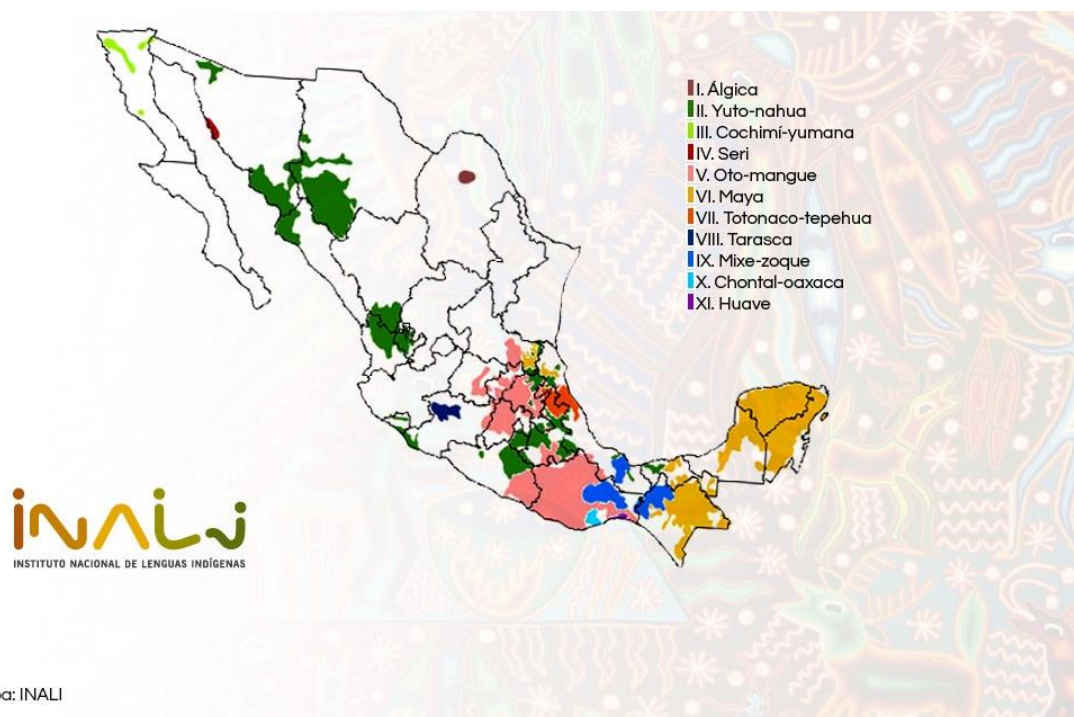 I. Álgica
II. Yuto-nahua
III. Cochimí-yumana
IV. Seri
V. Oto-mangue
VI. Maya
VII. Totonaco-tepehua
VIII. Tarasca
IX. Mixe-zoque
X. Chontal-oaxaca
XI. Huave
INALI
INSTITUTO NACIONAL DE LENGUAS INDÍGENAS
pa: INALI